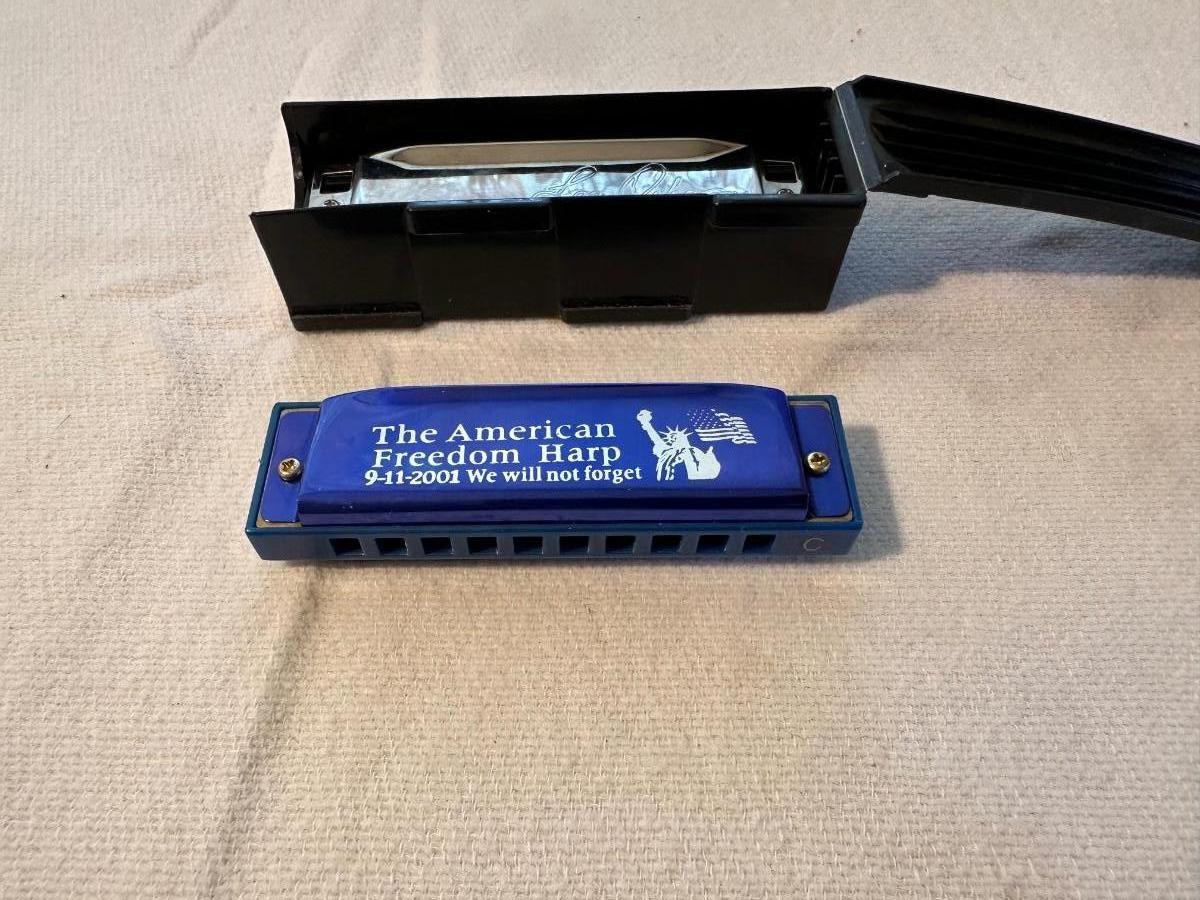 The American
Freedom Harp
9-11-2001 We will not forget
C